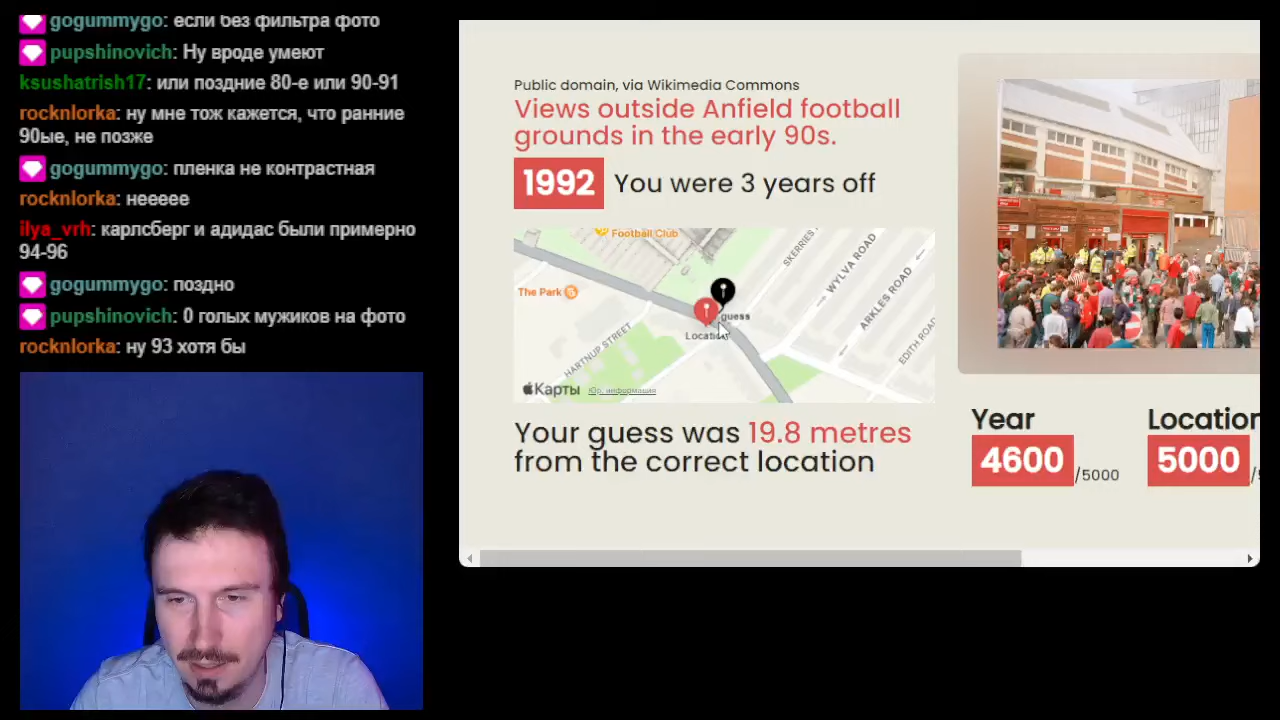 gogummygo: если без фильтра фото
pupshinovich: Ну вроде умеют
ksushatrish17: или поздние 80-е или 90-91
rocknlorka: ну мне тож кажется, что ранние
90ые, не позже
gogummygo: пленка не контрастная
rocknlorka: неееее
ilya_vrh: карлсберг и адидас были примерно
94-96
gogummygo: поздно
pupshinovich: 0 голых мужиков на фото
rocknlorka: ну 93 хотя бы
Public domain, via Wikimedia Commons
Views outside Anfield football
grounds in the early 90s.
1992 You were 3 years off
Football Club
SKERRIES
WYLVA ROAD
The Park
ARKLES ROAD
guess
Location
HARTNUP STREET
EDITH ROAD
Карты
Юр. информация
Your guess was 19.8 metres
from the correct location
Year
4600 /5000
Location
5000